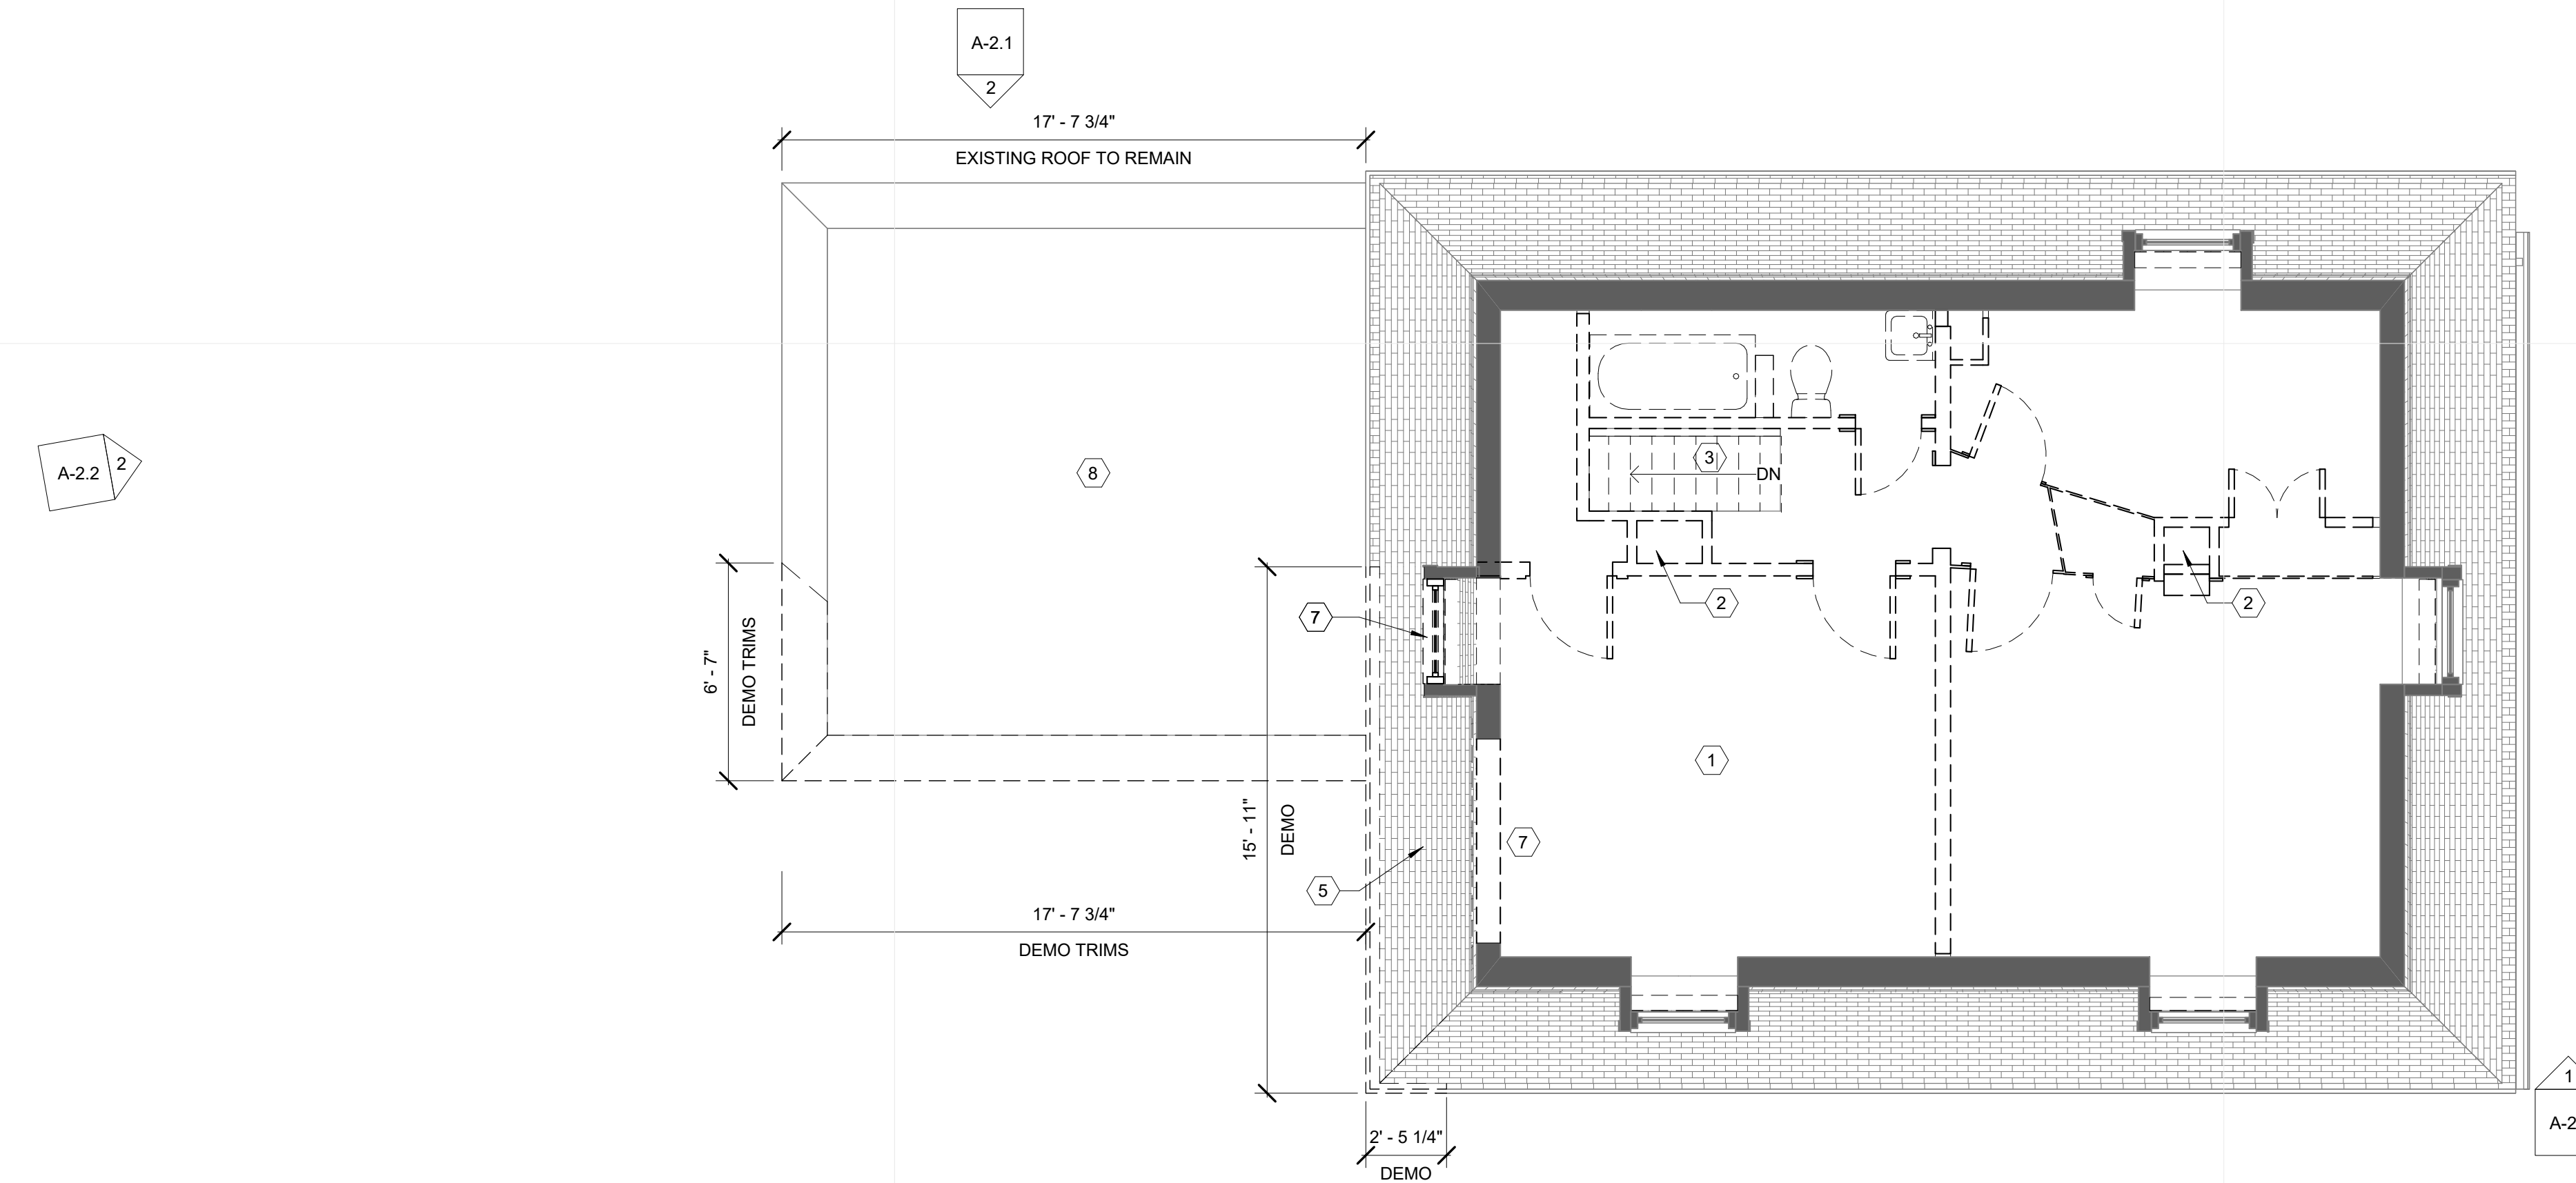 A-2.1
2
17' - 7 3/4"
EXISTING ROOF TO REMAIN
A-2.2
2
8
3
DN
6' - 7"
DEMO TRIMS
7
2
2
1
15' - 11"
DEMO
7
5
17' - 7 3/4"
DEMO TRIMS
2' - 5 1/4"
DEMO
1
A-2